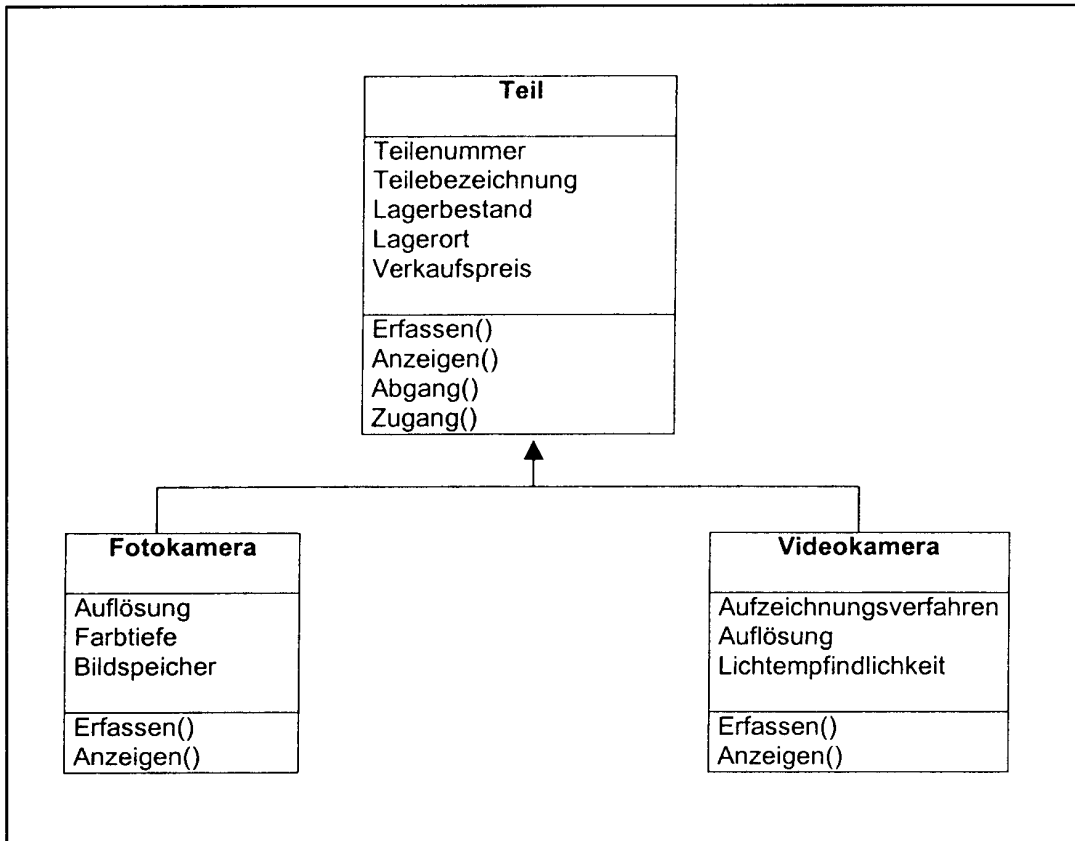 Teil
Teilenummer
Teilebezeichnung
Lagerbestand
Lagerort
Verkaufspreis
Erfassen()
Anzeigen()
Abgang()
Zugang()
Fotokamera
Auflösung
Farbtiefe
Bildspeicher
Erfassen()
Anzeigen()
Videokamera
Aufzeichnungsverfahren
Auflösung
Lichtempfindlichkeit
Erfassen()
Anzeigen()